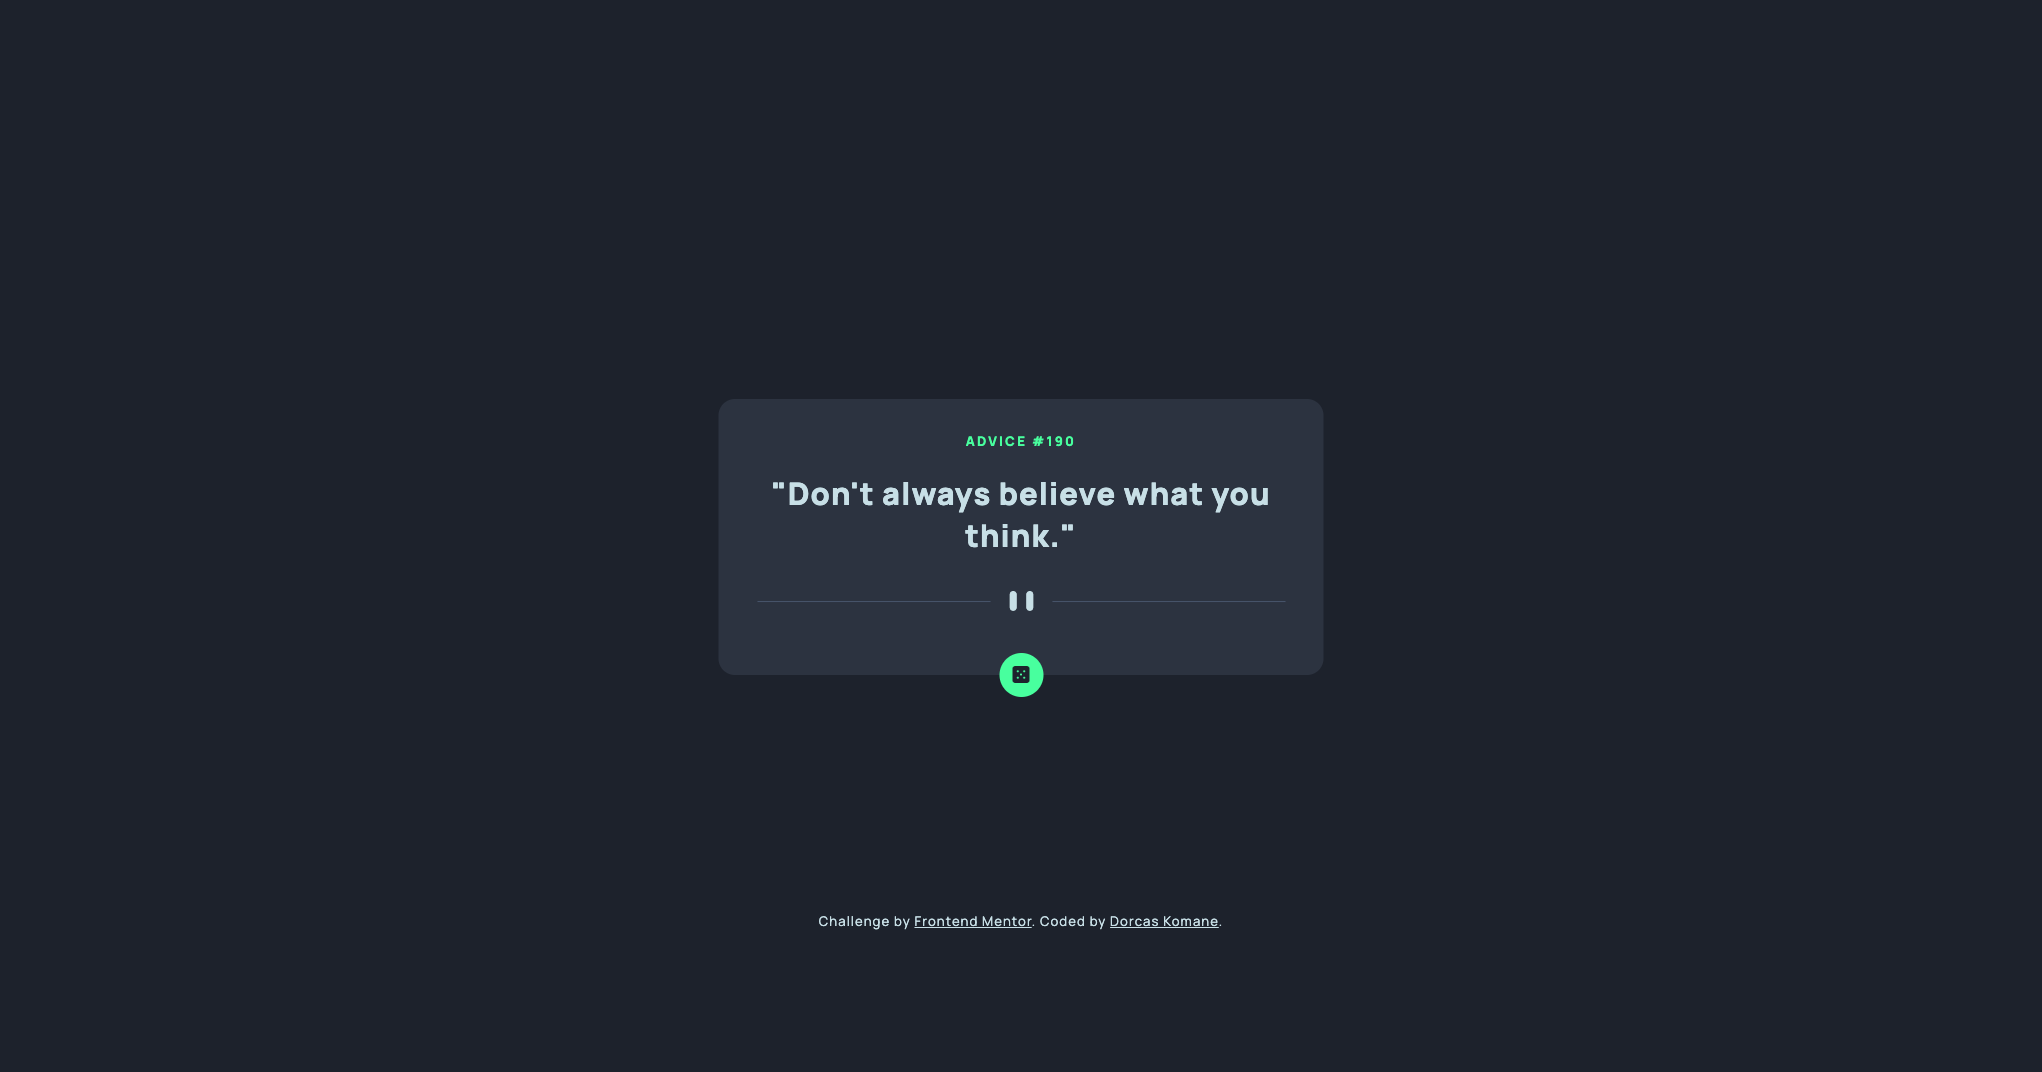 ADVICE #190
"Don't always believe what you
think."
Challenge by Frontend Mentor. Coded by Dorcas Komane.